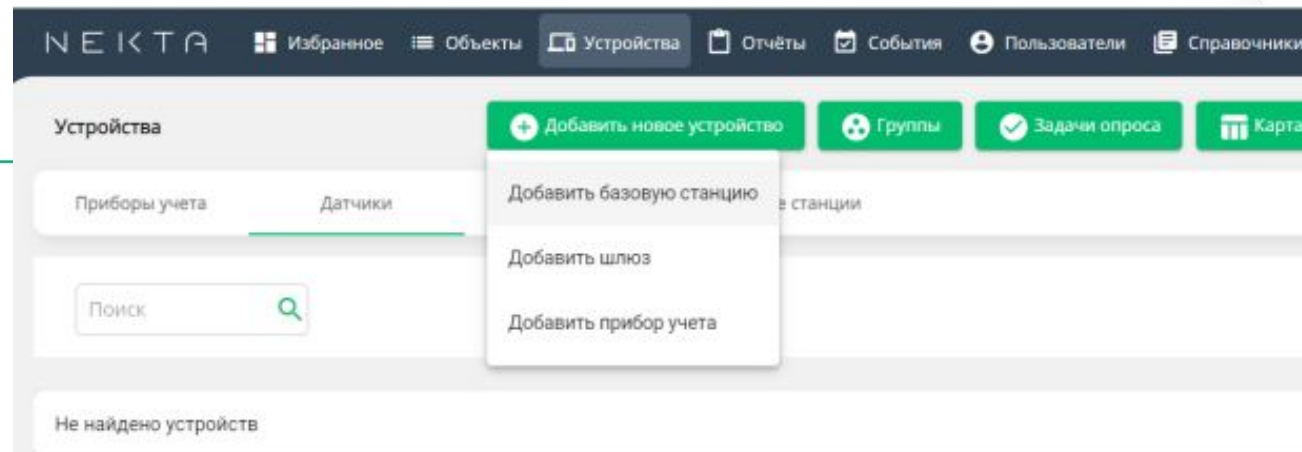 NEKTA Избранное Объекты Устройства Отчёты События Пользователи Справочники
Устройства Добавить новое устройство Группы Задачи опроса Карта
Приборы учета Датчики Добавить базовую станцию станции
Добавить шлюз
Поиск
Добавить прибор учета
Не найдено устройств